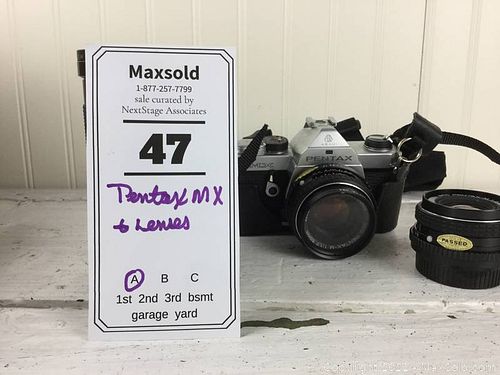 Maxsold
1-877-257-7799
sale curated by
NextStage Associates
47
Pentax MX
+ Lenses
A B C
1st 2nd 3rd bsmt
garage yard
MX
PENTAX
PASSED